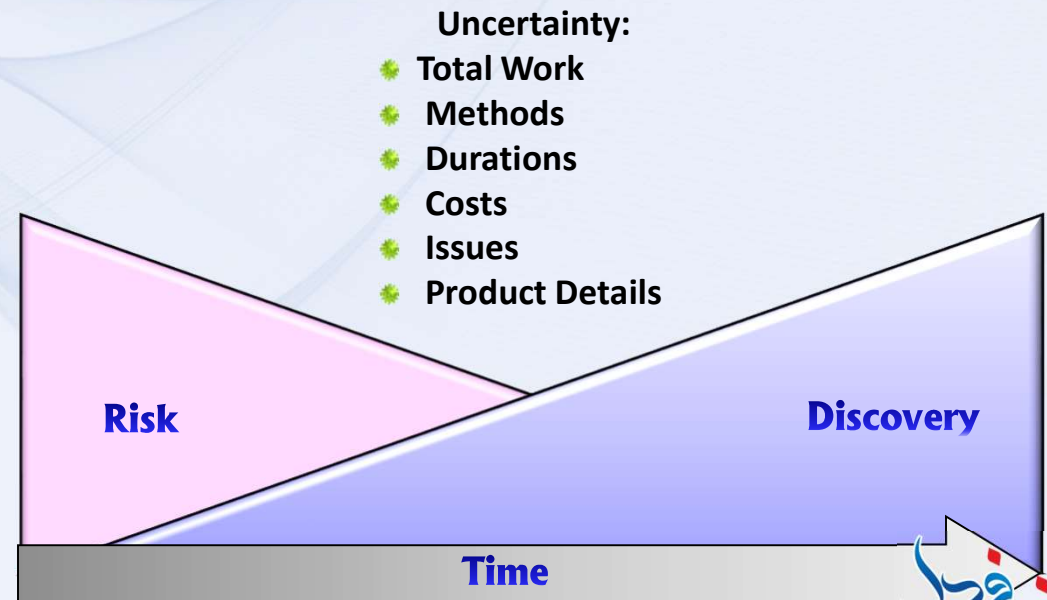 Uncertainty:
Total Work
Methods
Durations
Costs
Issues
Product Details
Risk
Discovery
Time